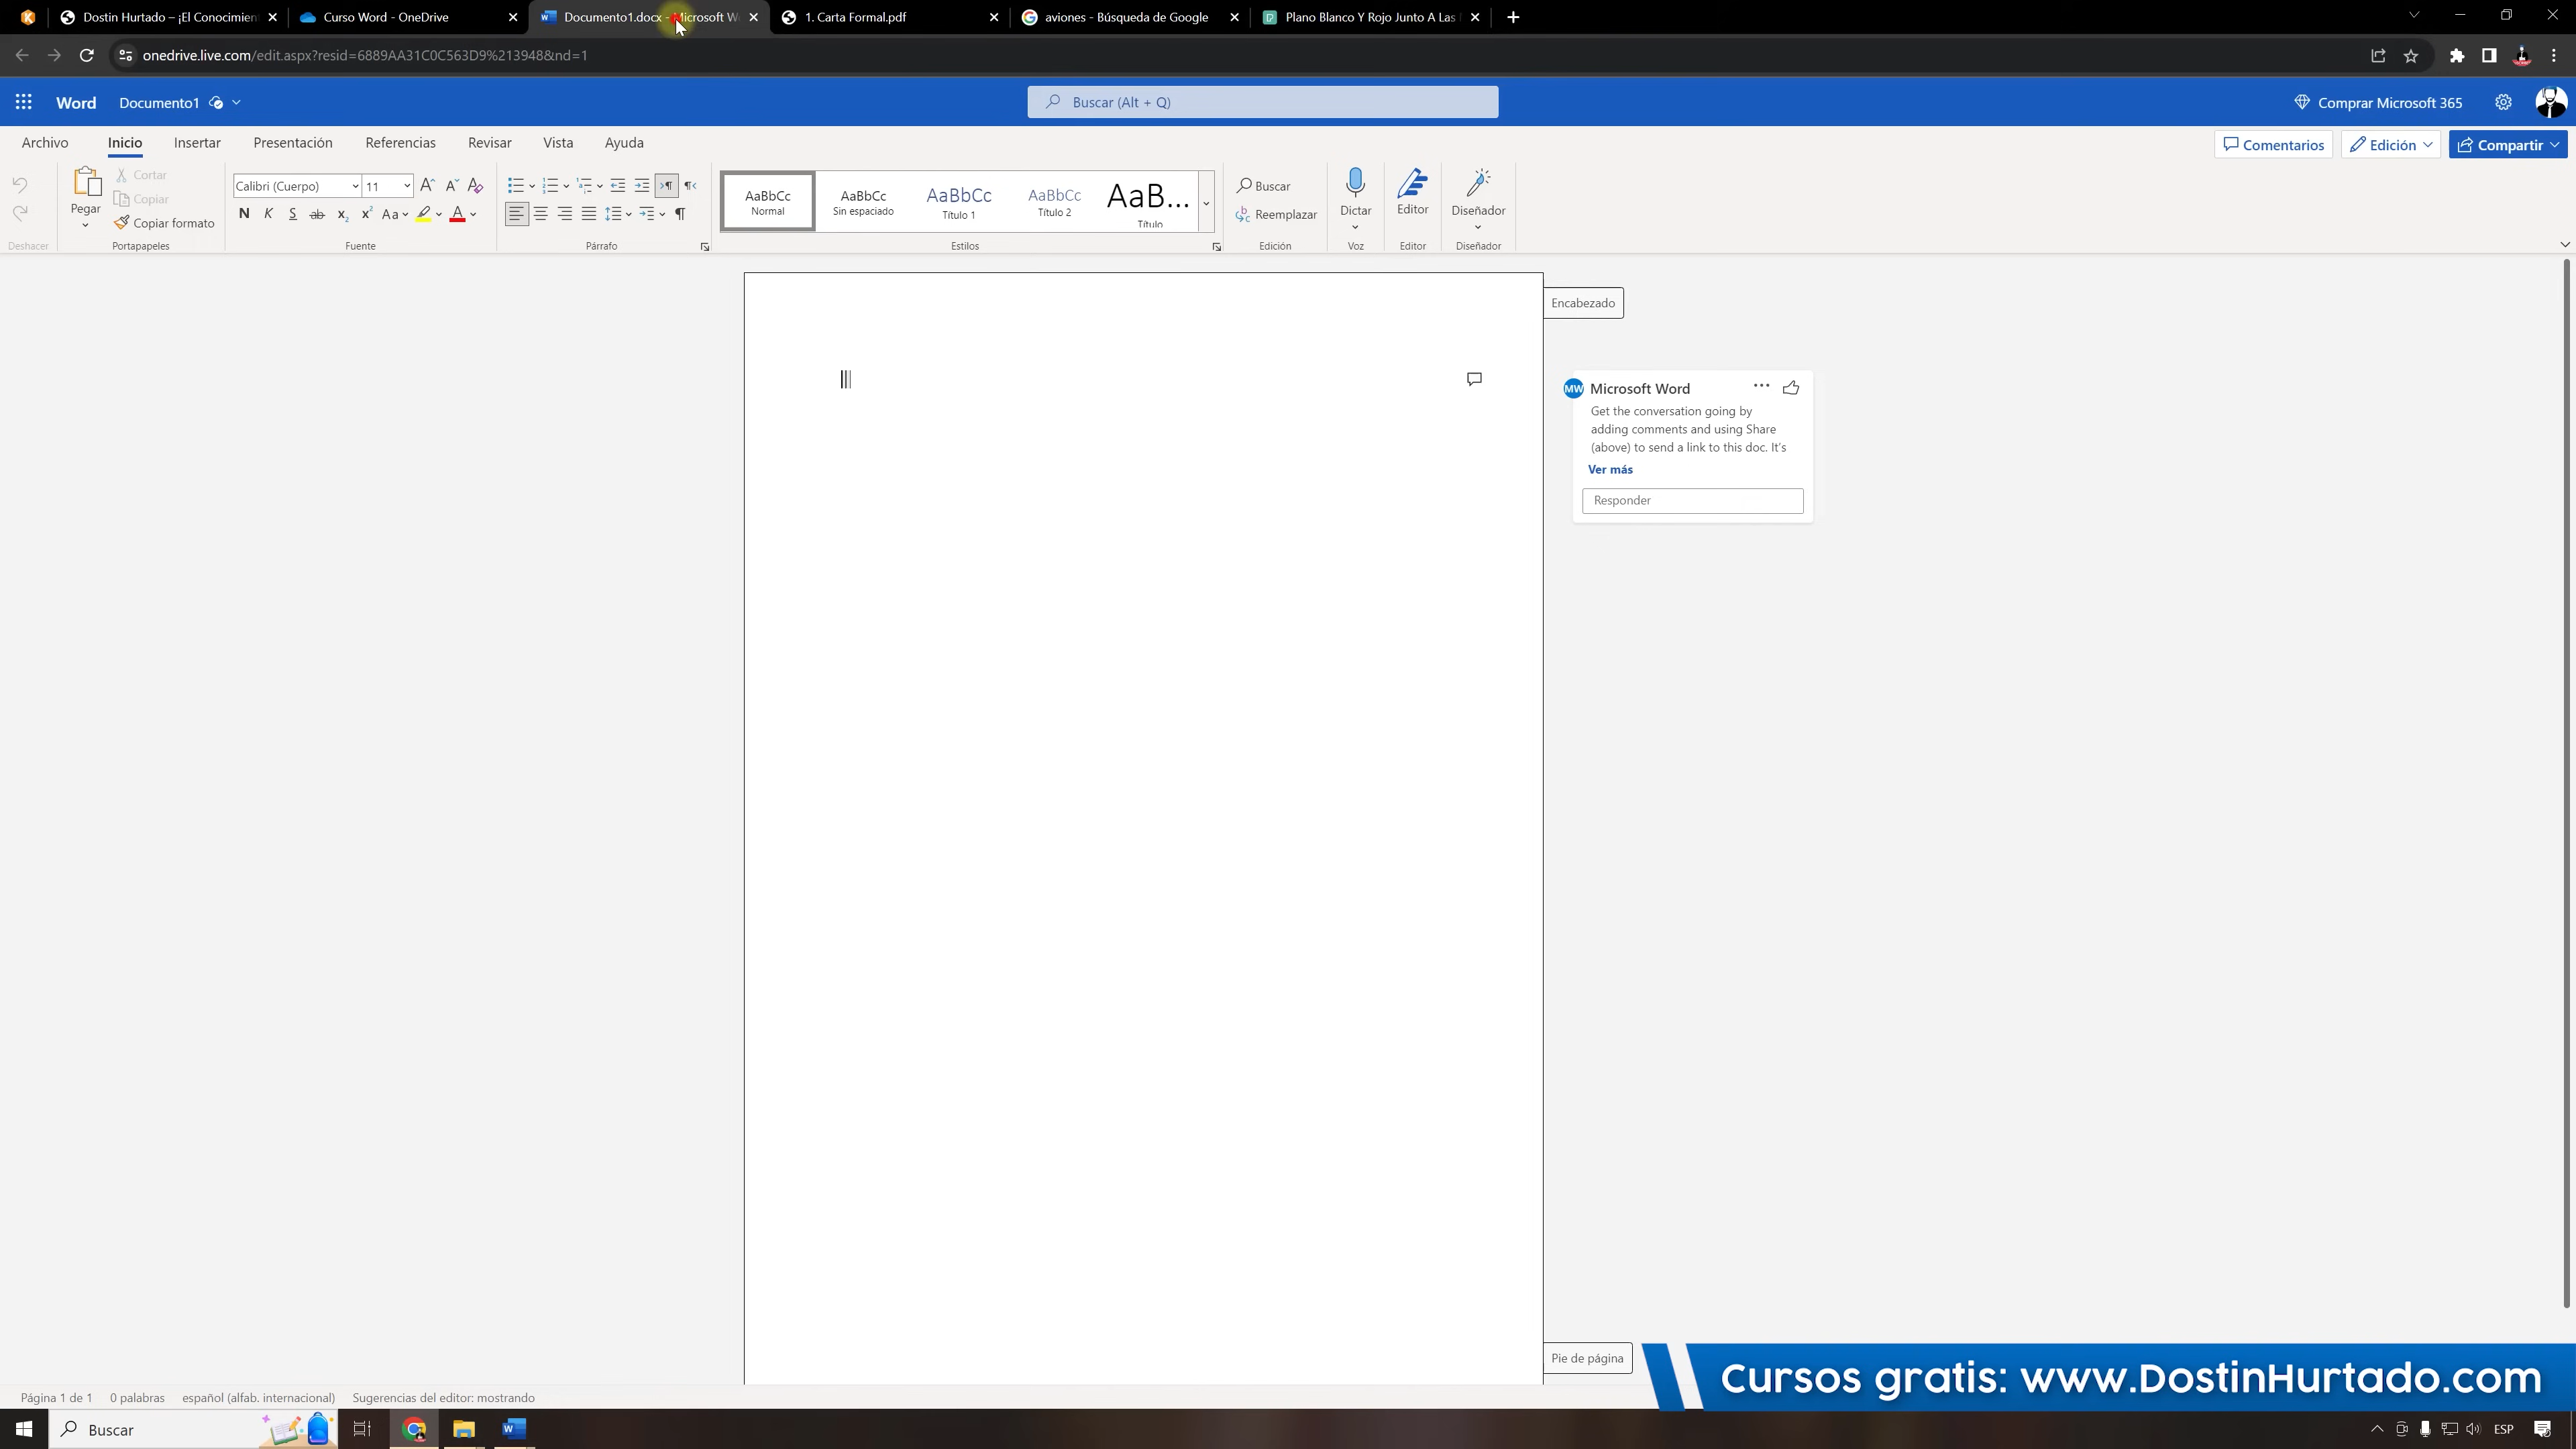 Dostin Hurtado – ¡El Conocimien
Curso Word - OneDrive
Documento1.docx - Microsoft W
1. Carta Formal.pdf
aviones - Búsqueda de Google
Plano Blanco Y Rojo Junto A Las
onedrive.live.com/edit.aspx?resid=6889AA31C0C563D9%213948&nd=1
Word
Documento1
Buscar (Alt + Q)
Comprar Microsoft 365
Archivo
Inicio
Insertar
Presentación
Referencias
Revisar
Vista
Ayuda
Comentarios
Edición
Compartir
Pegar
Cortar
Copiar
Copiar formato
Calibri (Cuerpo)
11
N K S ab x₂ x² Aa A
AaBbCc
Normal
AaBbCc
Sin espaciado
AaBbCc
Título 1
AaBbCc
Título 2
AaB...
Título
Buscar
Reemplazar
Dictar
Editor
Diseñador
Deshacer
Portapapeles
Fuente
Párrafo
Estilos
Edición
Voz
Editor
Diseñador
Encabezado
MW
Microsoft Word
Get the conversation going by
adding comments and using Share
(above) to send a link to this doc. It's
Ver más
Responder
Pie de página
Cursos gratis: www.DostinHurtado.com
Página 1 de 1
0 palabras
español (alfab. internacional)
Sugerencias del editor: mostrando
Buscar
ESP